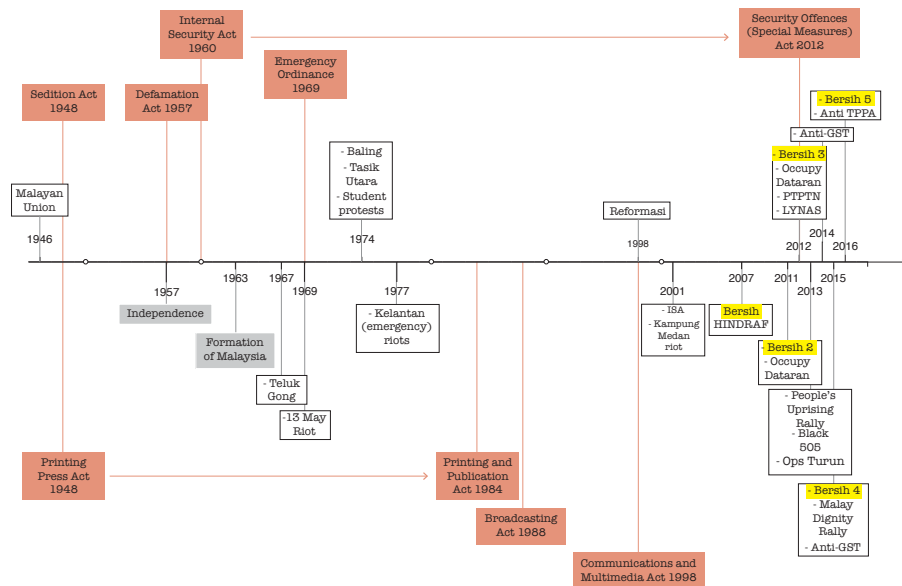 Internal
Security Act
1960
Security Offences
(Special Measures)
Act 2012
Emergency
Ordinance
1969
Sedition Act
1948
Defamation
Act 1957
- Bersih 5
- Anti TPPA
- Anti-GST
- Baling
- Tasik
Utara
- Student
protests
- Bersih 3
- Occupy
Dataran
- PTPTN
- LYNAS
Malayan
Union
Reformasi
1946
1974
1998
2012
2014
2016
1957
1963
1967
1969
1977
2001
2007
2011
2013
2015
Independence
Formation
of Malaysia
- Teluk
Gong
-13 May
Riot
- Kelantan
(emergency)
riots
- ISA
- Kampung
Medan
riot
Bersih
HINDRAF
- Bersih 2
- Occupy
Dataran
- People's
Uprising
Rally
- Black
505
- Ops Turun
- Bersih 4
- Malay
Dignity
Rally
- Anti-GST
Printing
Press Act
1948
Printing and
Publication
Act 1984
Broadcasting
Act 1988
Communications and
Multimedia Act 1998